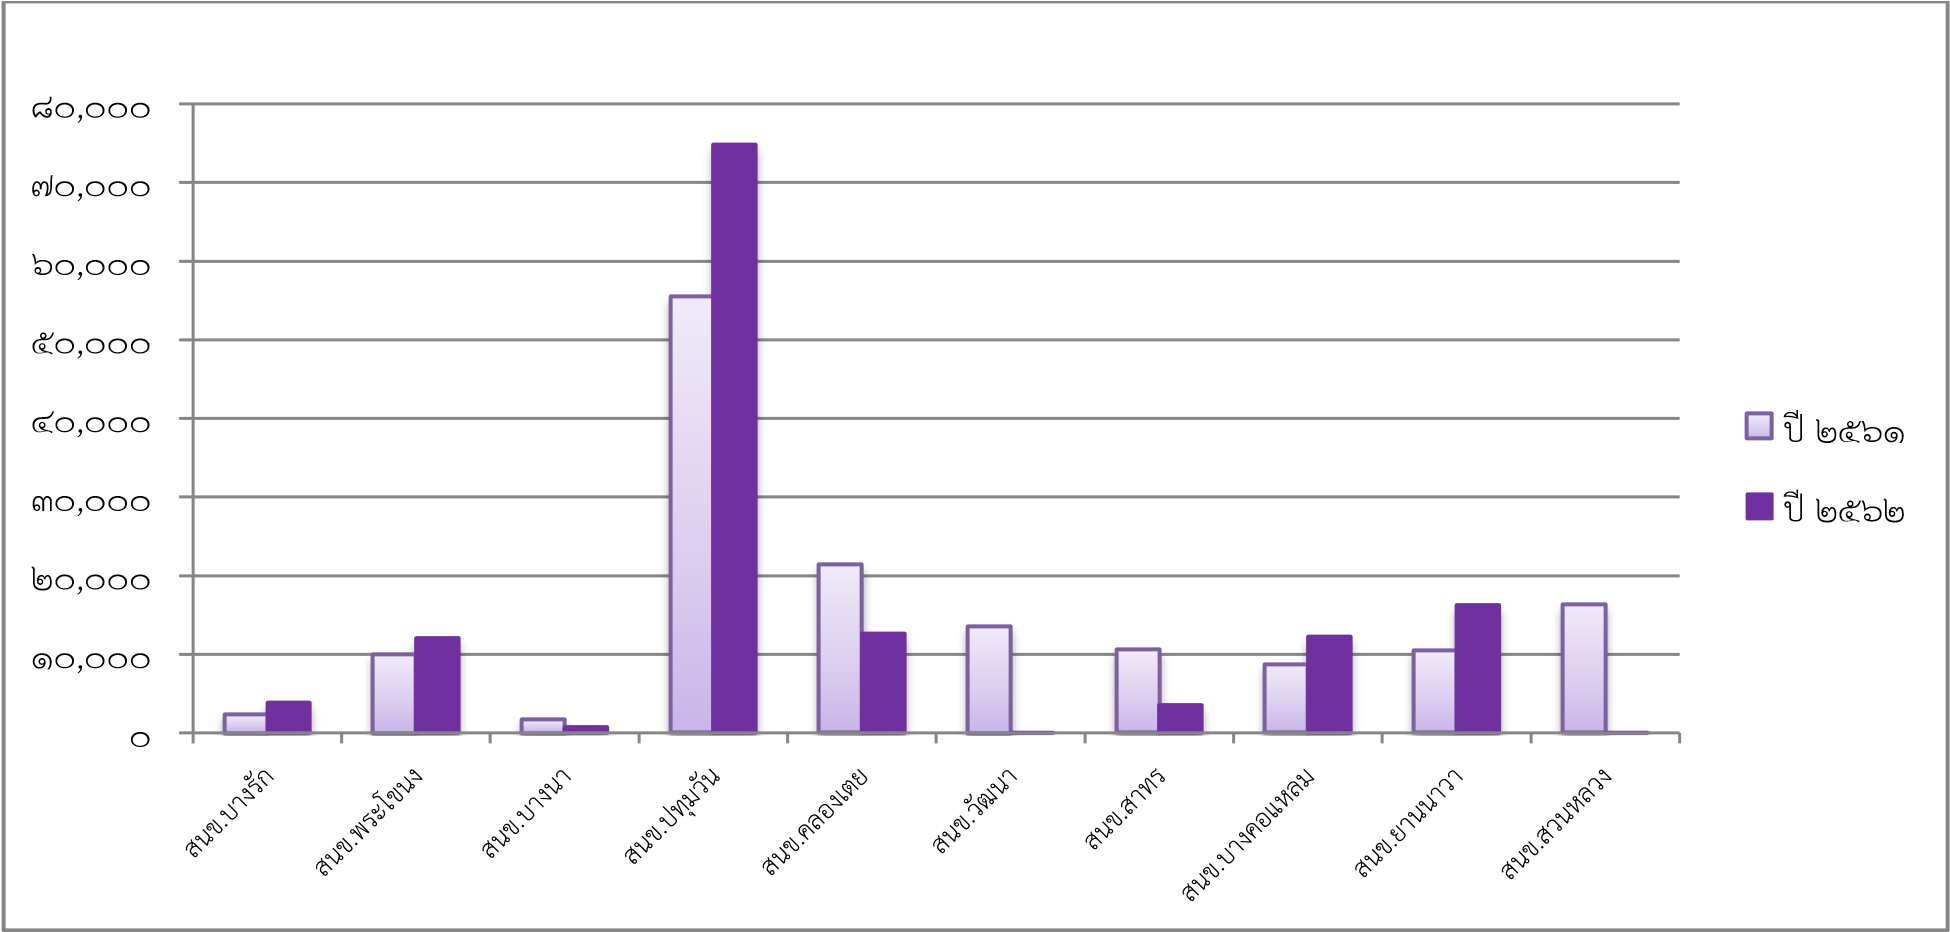 ๘๐,๐๐๐
๗๐,๐๐๐
๖๐,๐๐๐
๕๐,๐๐๐
๔๐,๐๐๐
๓๐,๐๐๐
๒๐,๐๐๐
๑๐,๐๐๐
๐
สนข.บางรัก
สนข.พระโขนง
สนข.บางนา
สนข.ปทุมวัน
สนข.คลองเตย
สนข.วัฒนา
สนข.สาทร
สนข.บางคอแหลม
สนข.ยานนาวา
สนข.สวนหลวง
ปี ๒๕๖๑
ปี ๒๕๖๒